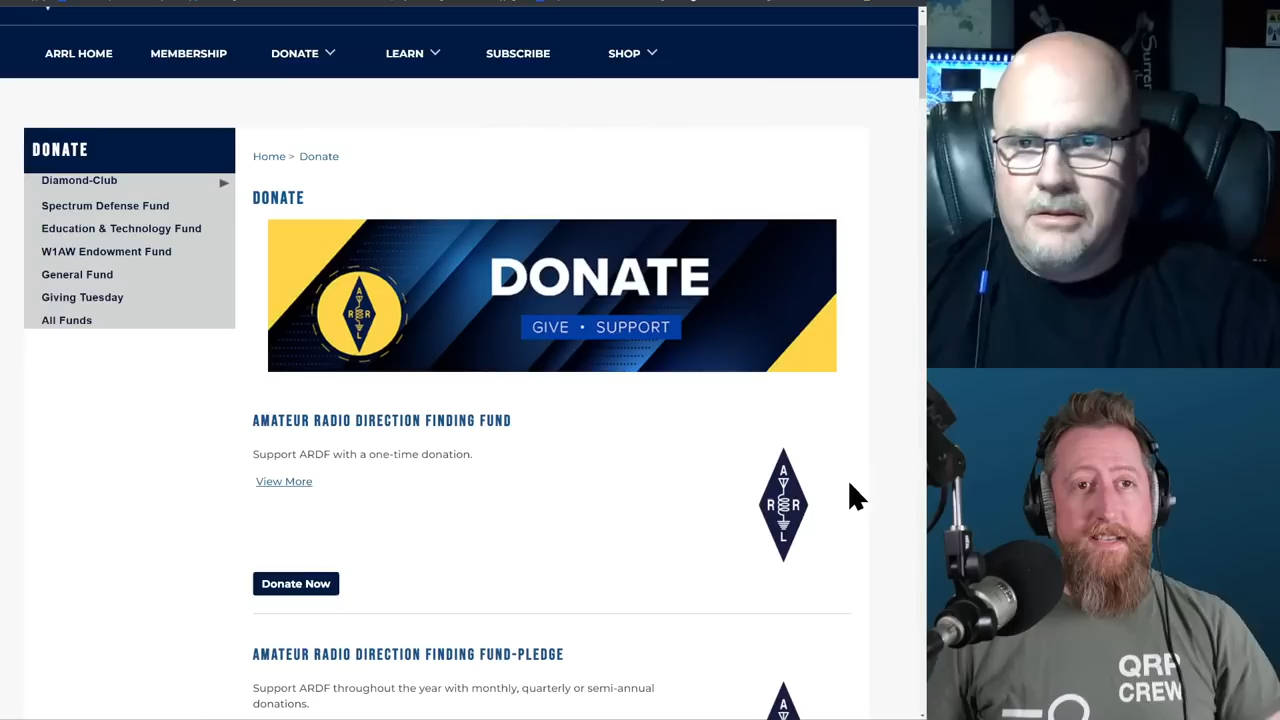 ARRL HOME MEMBERSHIP DONATE LEARN SUBSCRIBE SHOP
DONATE
Diamond-Club
Spectrum Defense Fund
Education & Technology Fund
W1AW Endowment Fund
General Fund
Giving Tuesday
All Funds
Home > Donate
DONATE
A
R R
L
DONATE
GIVE • SUPPORT
AMATEUR RADIO DIRECTION FINDING FUND
Support ARDF with a one-time donation.
View More
A
R R
L
Donate Now
AMATEUR RADIO DIRECTION FINDING FUND-PLEDGE
Support ARDF throughout the year with monthly, quarterly or semi-annual
donations.
A
QRP
CREW